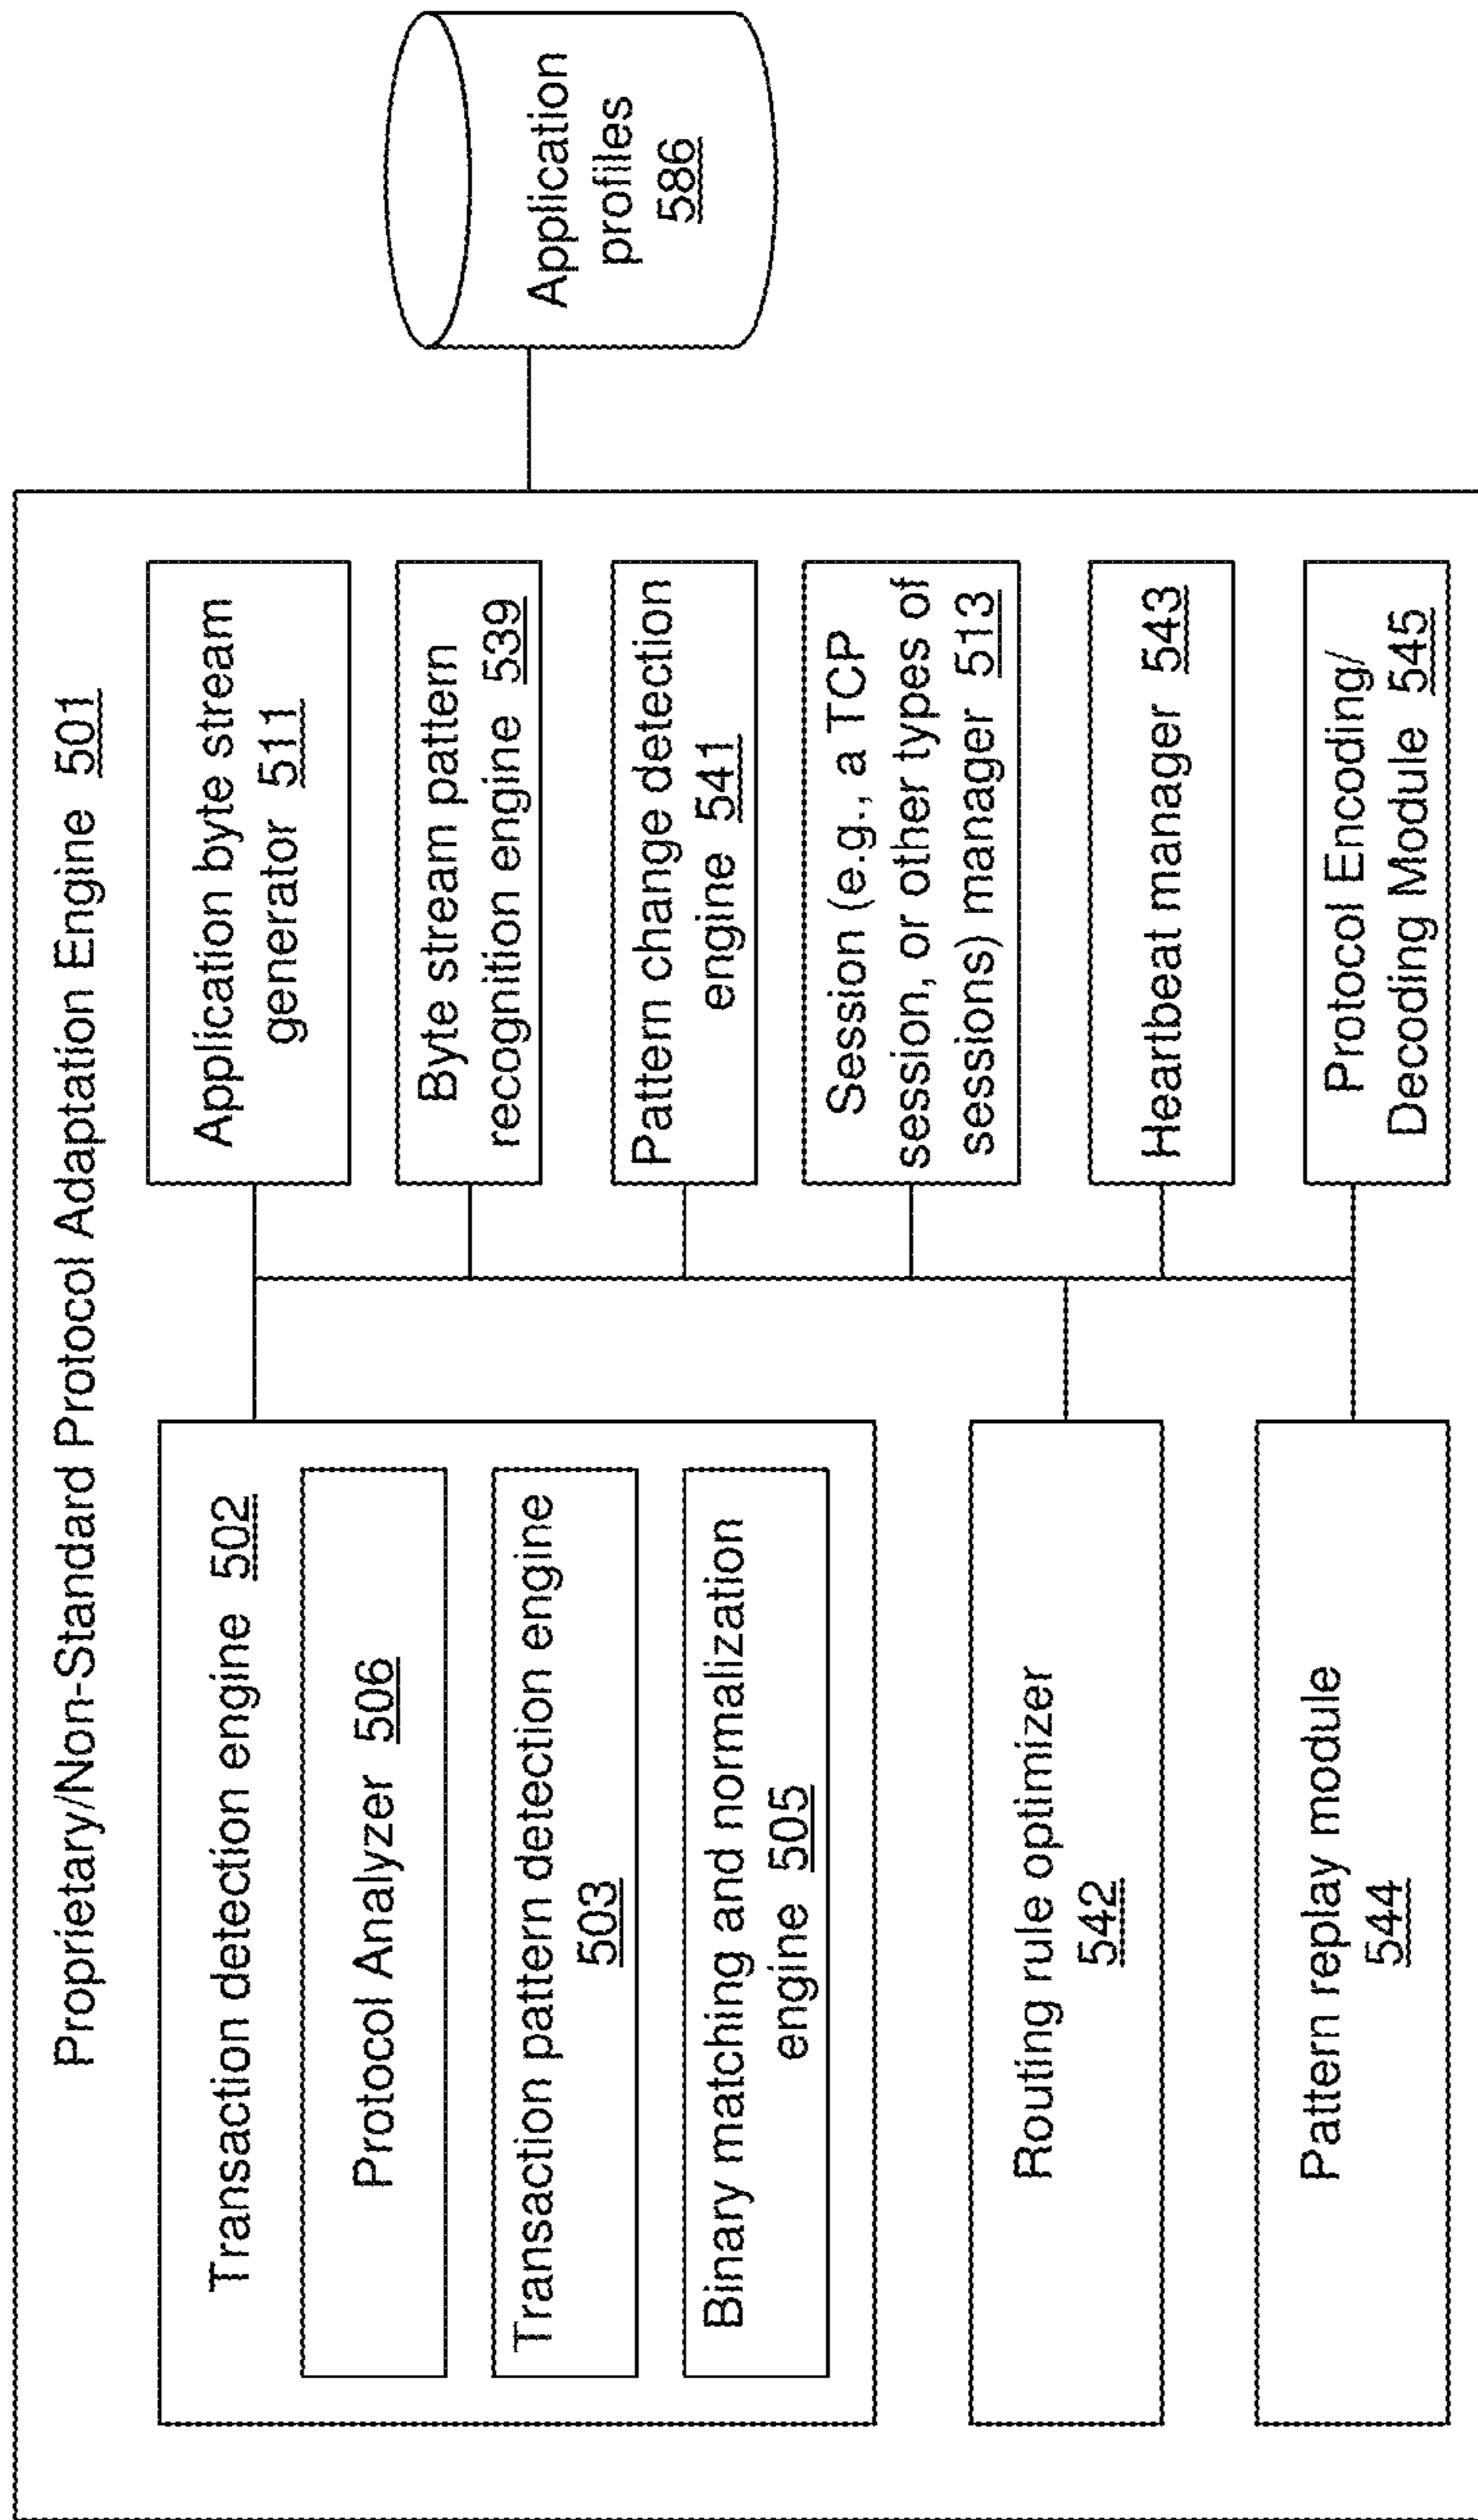 Proprietary/Non-Standard Protocol Adaptation Engine 501
Transaction detection engine 502
Protocol Analyzer 506
Transaction pattern detection engine
503
Binary matching and normalization
engine 505
Routing rule optimizer
542
Pattern replay module
544
Application byte stream
generator 511
Byte stream pattern
recognition engine 539
Pattern change detection
engine 541
Session (e.g., a TCP
session, or other types of
sessions) manager 513
Heartbeat manager 543
Protocol Encoding/
Decoding Module 545
Application
profiles
586